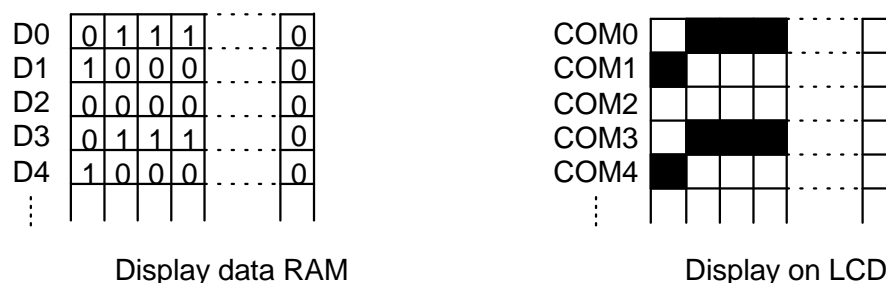 D0 0 1 1 1 0 COM0
D1 1 0 0 0 0 COM1
D2 0 0 0 0 0 COM2
D3 0 1 1 1 0 COM3
D4 1 0 0 0 0 COM4
Display data RAM Display on LCD